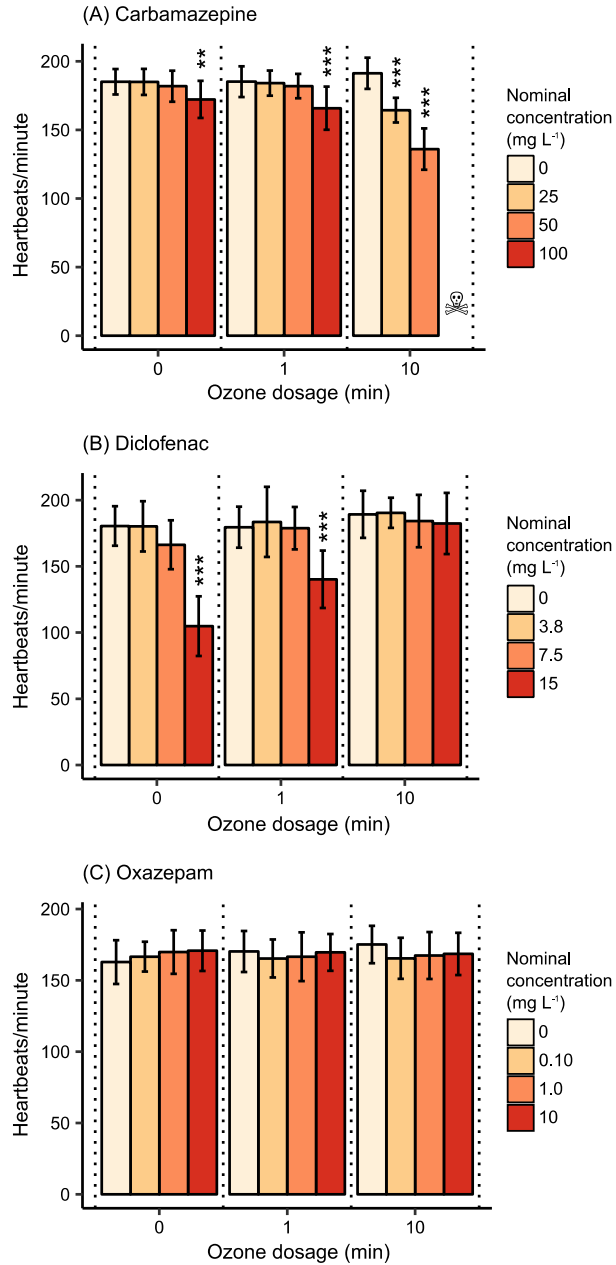 (A) Carbamazepine
Heartbeats/minute
200
150
100
50
0
**
***
***
***
☠
0
1
10
Ozone dosage (min)
Nominal
concentration
(mg L⁻¹)
0
25
50
100
(B) Diclofenac
Heartbeats/minute
200
150
100
50
0
***
***
0
1
10
Ozone dosage (min)
Nominal
concentration
(mg L⁻¹)
0
3.8
7.5
15
(C) Oxazepam
Heartbeats/minute
200
150
100
50
0
0
1
10
Ozone dosage (min)
Nominal
concentration
(mg L⁻¹)
0
0.10
1.0
10